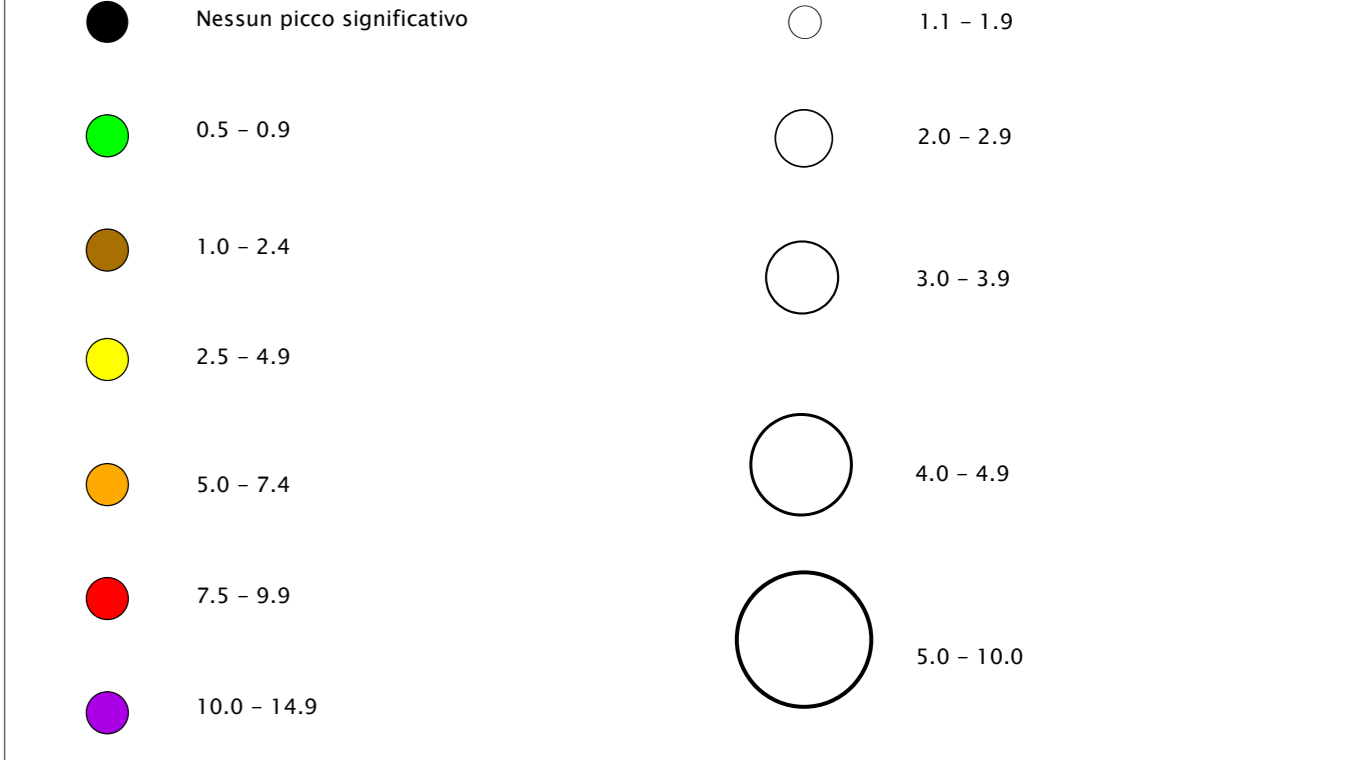 Nessun picco significativo
0.5 – 0.9
1.0 – 2.4
2.5 – 4.9
5.0 – 7.4
7.5 – 9.9
10.0 – 14.9
1.1 – 1.9
2.0 – 2.9
3.0 – 3.9
4.0 – 4.9
5.0 – 10.0